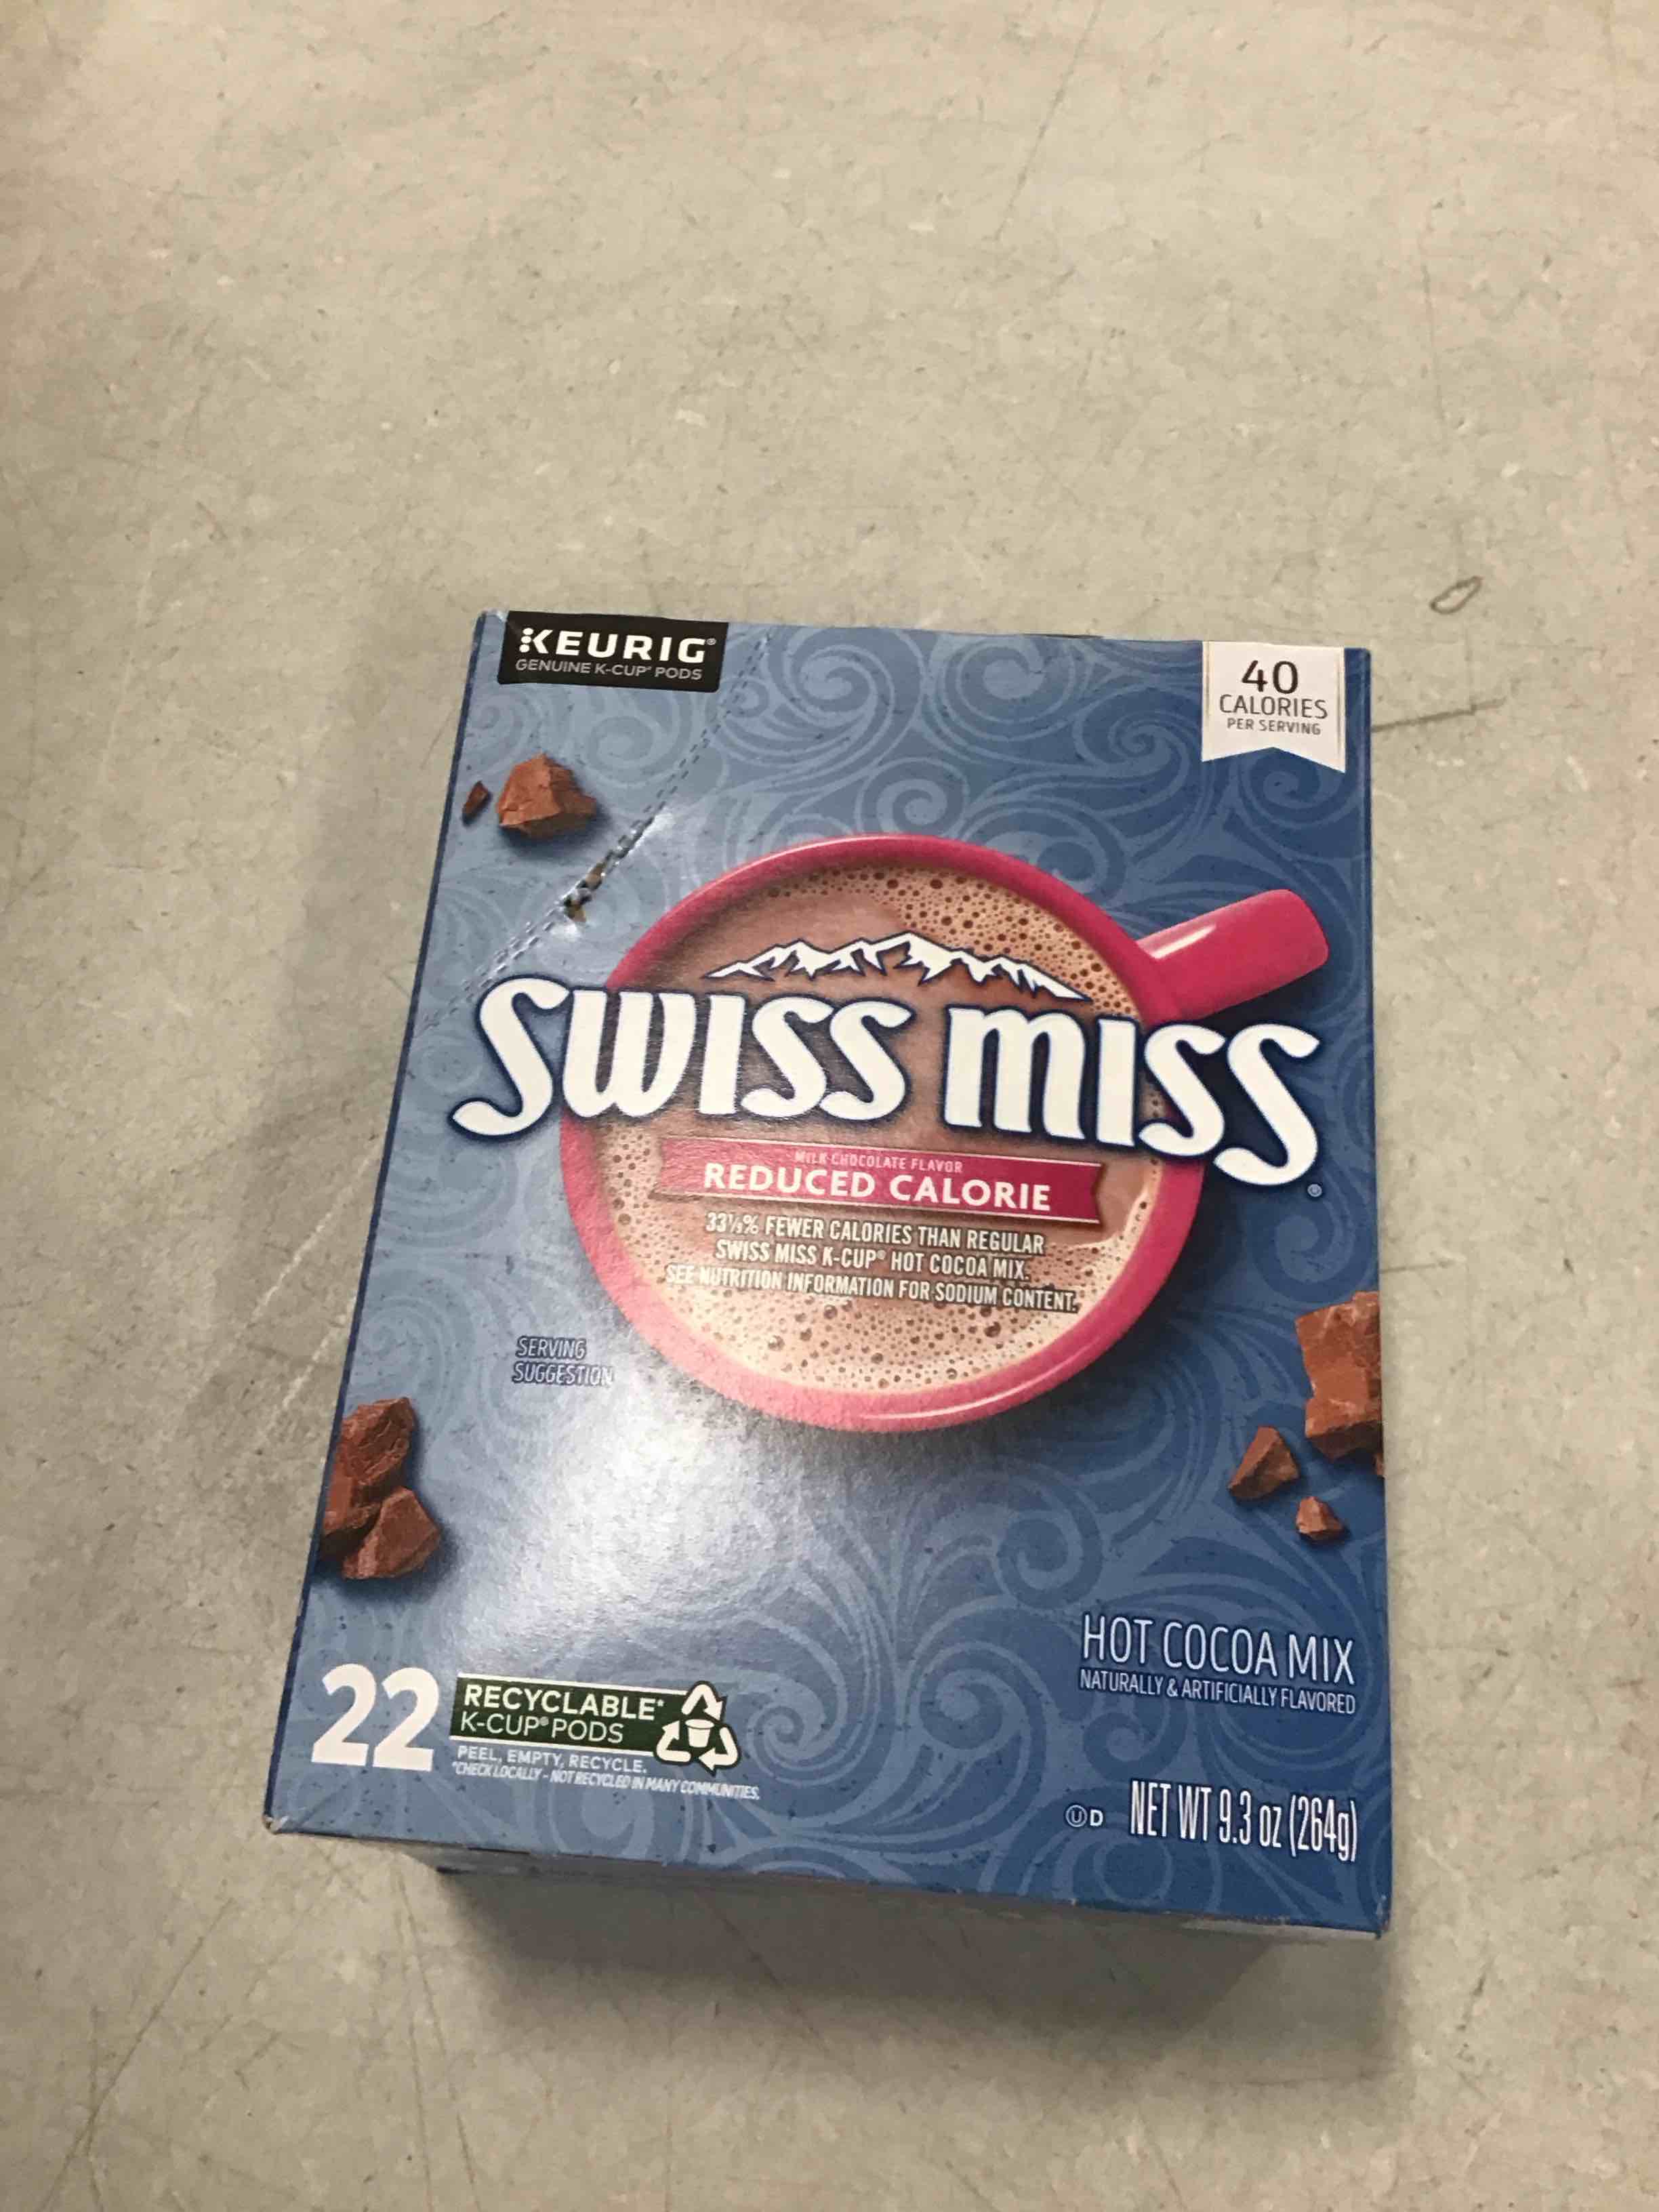 KEURIG®
GENUINE K-CUP® PODS
40
CALORIES
PER SERVING
SWISS MISS®
MILK CHOCOLATE FLAVOR
REDUCED CALORIE
33⅓% FEWER CALORIES THAN REGULAR
SWISS MISS K-CUP® HOT COCOA MIX.
SEE NUTRITION INFORMATION FOR SODIUM CONTENT.
SERVING
SUGGESTION
HOT COCOA MIX
NATURALLY & ARTIFICIALLY FLAVORED
22
RECYCLABLE*
K-CUP® PODS
PEEL, EMPTY, RECYCLE.
*CHECK LOCALLY - NOT RECYCLED IN MANY COMMUNITIES.
Ⓤ D NET WT 9.3 oz (264g)